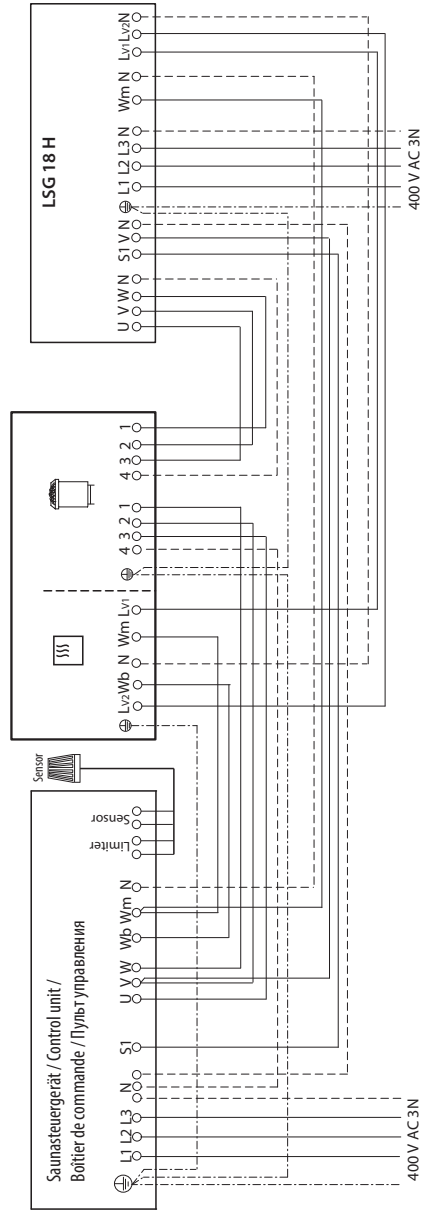 Saunasteuergerät / Control unit /
Boîtier de commande / Пульт управления
L1 L2 L3 N S1 U V W Wb Wm N
Limiter Sensor
400 V AC 3N
Sensor
LV2 Wb N Wm LV1
4 3 2 1
4 3 2 1
LSG 18 H
U V W N S1 V N L1 L2 L3 N Wm N LV1 LV2 N
400 V AC 3N